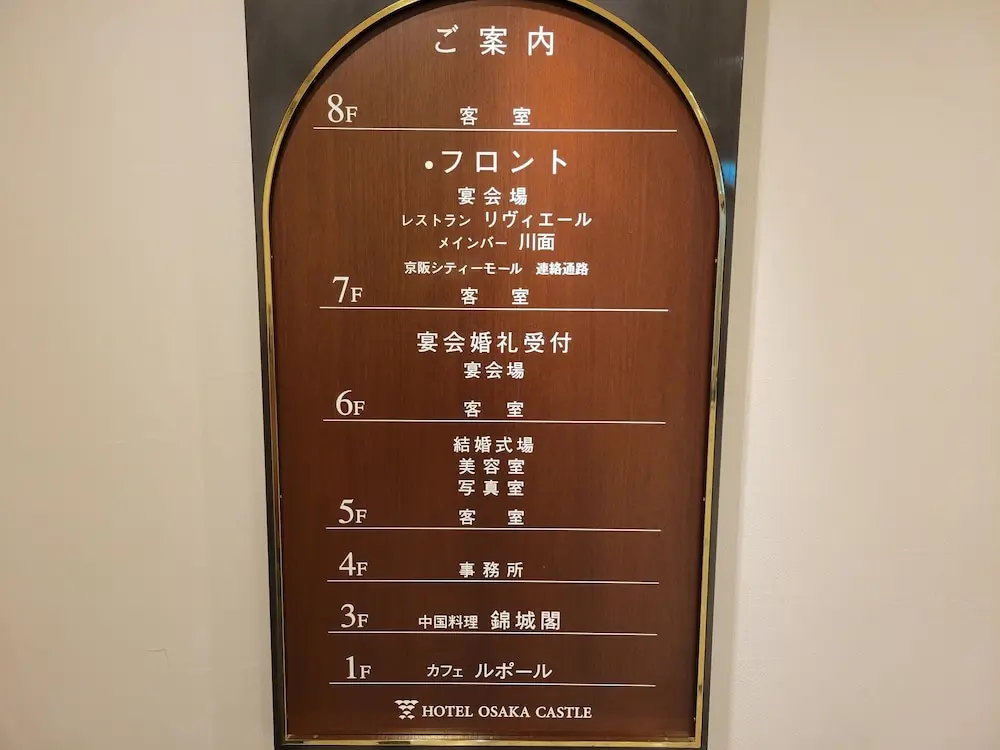 ご案内
8F 客室
・フロント
宴会場
レストラン リヴィエール
メインバー 川面
京阪シティーモール 連絡通路
7F 客室
宴会婚礼受付
宴会場
6F 客室
結婚式場
美容室
写真室
5F 客室
4F 事務所
3F 中国料理 錦城閣
1F カフェ ルポール
HOTEL OSAKA CASTLE